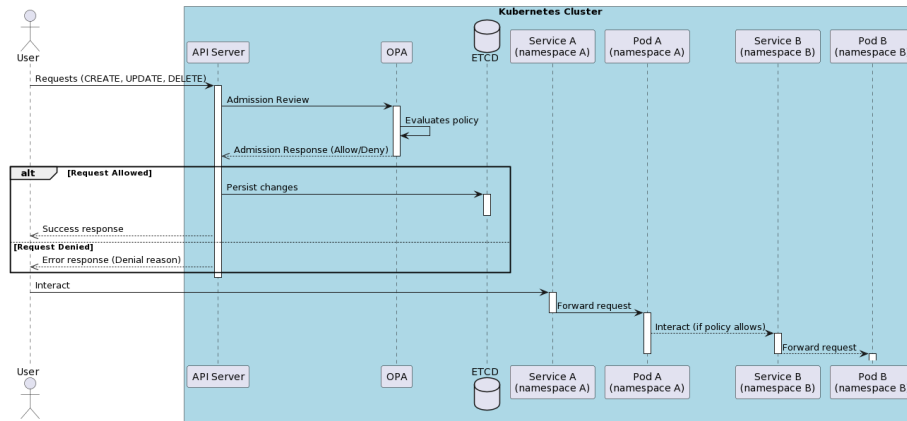 Kubernetes Cluster
User
API Server
OPA
ETCD
Service A
(namespace A)
Pod A
(namespace A)
Service B
(namespace B)
Pod B
(namespace B)
Requests (CREATE, UPDATE, DELETE)
Admission Review
Evaluates policy
Admission Response (Allow/Deny)
alt
[Request Allowed]
Persist changes
Success response
[Request Denied]
Error response (Denial reason)
Interact
Forward request
Interact (if policy allows)
Forward request
User
API Server
OPA
ETCD
Service A
(namespace A)
Pod A
(namespace A)
Service B
(namespace B)
Pod B
(namespace B)